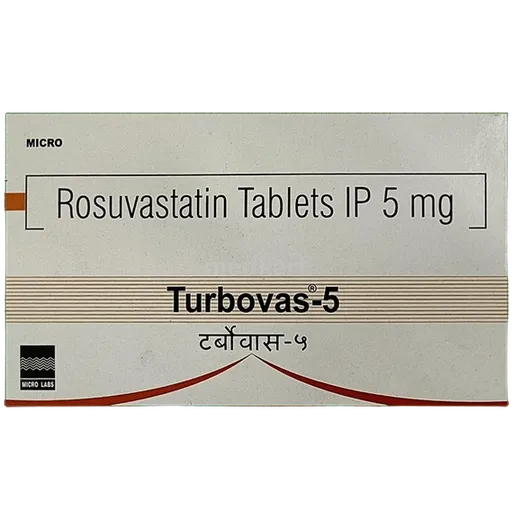 MICRO
Rosuvastatin Tablets IP 5 mg
Turbovas®-5
टर्बोवास-५
MICRO LABS